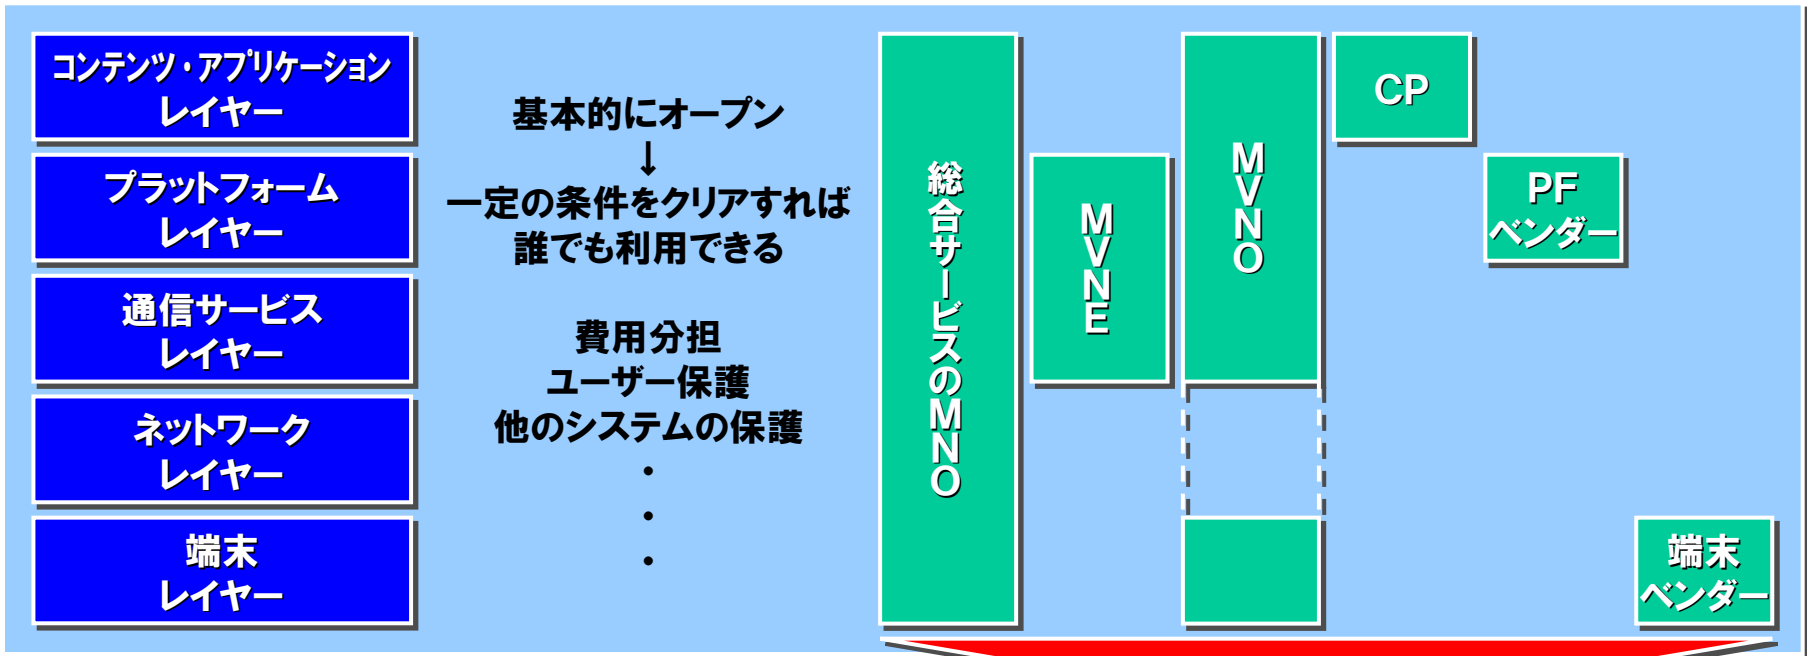 コンテンツ・アプリケーション
レイヤー
プラットフォーム
レイヤー
通信サービス
レイヤー
ネットワーク
レイヤー
端末
レイヤー
基本的にオープン
↓
一定の条件をクリアすれば
誰でも利用できる
費用分担
ユーザー保護
他のシステムの保護
・
・
・
総合サービスのMNO
MVNE
MVNO
CP
PF
ベンダー
端末
ベンダー